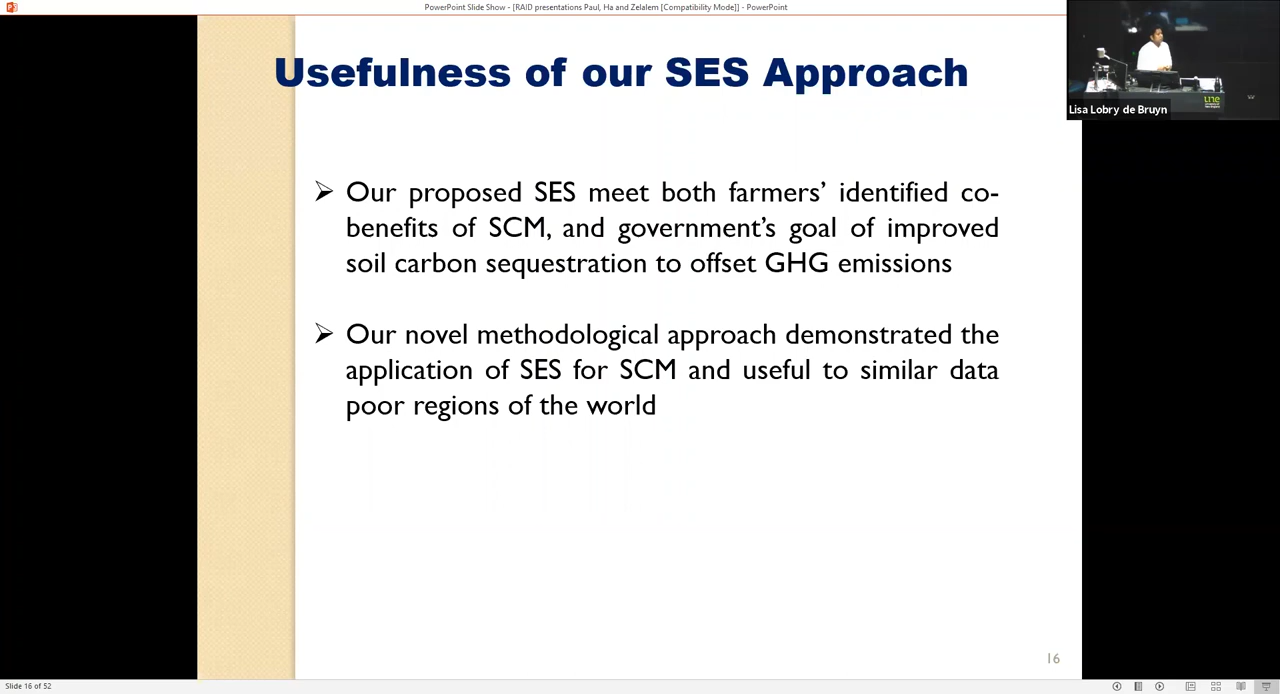 PowerPoint Slide Show - [RAID presentations Paul, Ha and Zelalem [Compatibility Mode]] - PowerPoint
Usefulness of our SES Approach
Lisa Lobry de Bruyn
une
➢ Our proposed SES meet both farmers’ identified co-
benefits of SCM, and government’s goal of improved
soil carbon sequestration to offset GHG emissions
➢ Our novel methodological approach demonstrated the
application of SES for SCM and useful to similar data
poor regions of the world
16
Slide 16 of 52